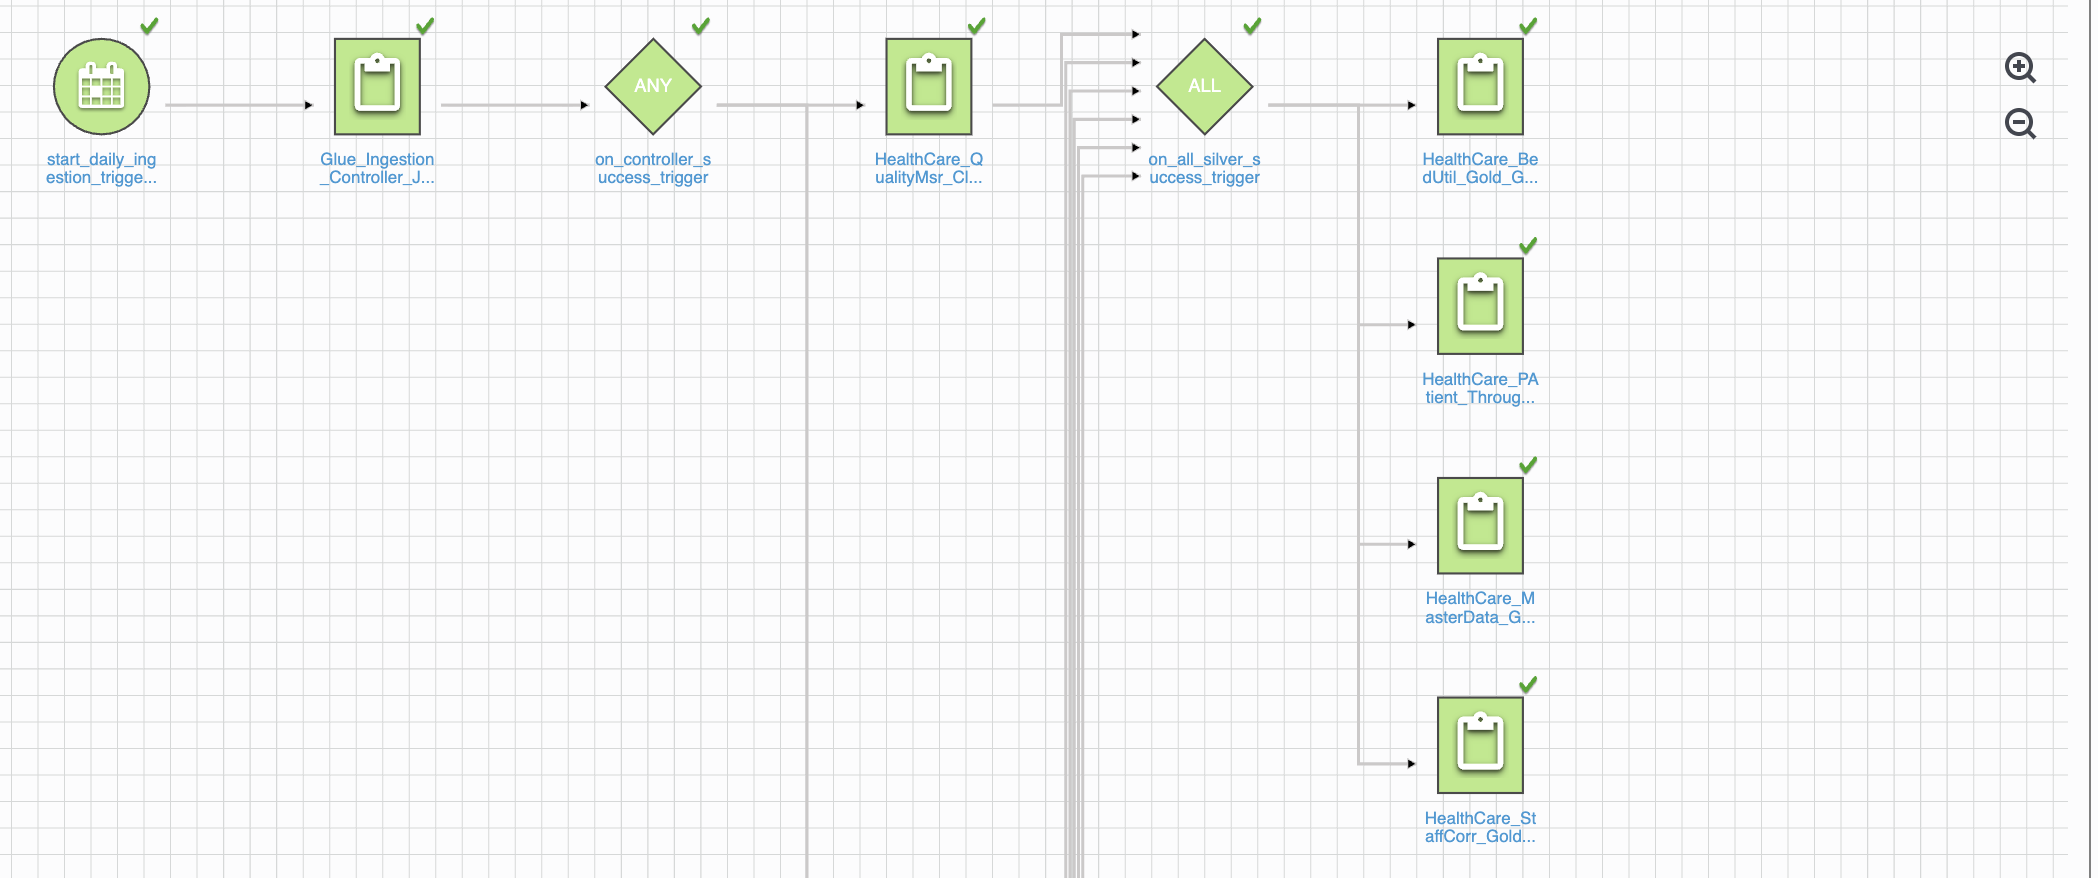 start_daily_ing
estion_trigge...
Glue_Ingestion
_Controller_J...
ANY
on_controller_s
uccess_trigger
HealthCare_Q
ualityMsr_Cl...
ALL
on_all_silver_s
uccess_trigger
HealthCare_Be
dUtil_Gold_G...
HealthCare_PA
tient_Throug...
HealthCare_M
asterData_G...
HealthCare_St
affCorr_Gold...